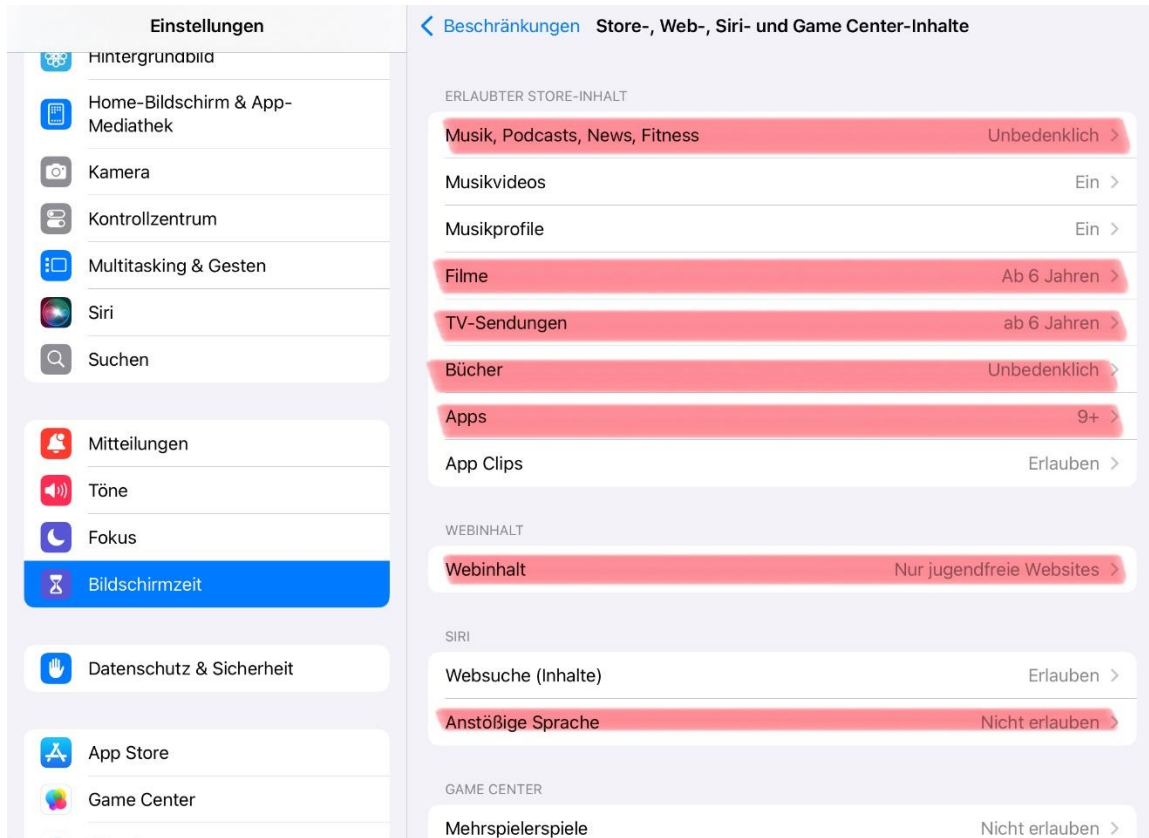 Einstellungen
Hintergrundbild
Home-Bildschirm & App-
Mediathek
Kamera
Kontrollzentrum
Multitasking & Gesten
Siri
Suchen
Mitteilungen
Töne
Fokus
Bildschirmzeit
Datenschutz & Sicherheit
App Store
Game Center
Beschränkungen Store-, Web-, Siri- und Game Center-Inhalte
ERLAUBTER STORE-INHALT
Musik, Podcasts, News, Fitness Unbedenklich
Musikvideos Ein
Musikprofile Ein
Filme Ab 6 Jahren
TV-Sendungen ab 6 Jahren
Bücher Unbedenklich
Apps 9+
App Clips Erlauben
WEBINHALT
Webinhalt Nur jugendfreie Websites
SIRI
Websuche (Inhalte) Erlauben
Anstößige Sprache Nicht erlauben
GAME CENTER
Mehrspielerspiele Nicht erlauben